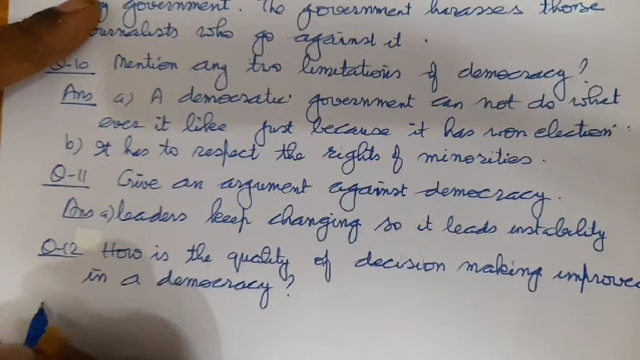 government. The government harasses those
journalists who go against it.
Q-10 Mention any two limitations of democracy?
Ans a) A democratic government can not do what
ever it like just because it has won election.
b) It has to respect the rights of minorities.
Q-11 Give an argument against democracy.
Ans a) leaders keep changing so it leads instability
Q-12 How is the quality of decision making improved
in a democracy?